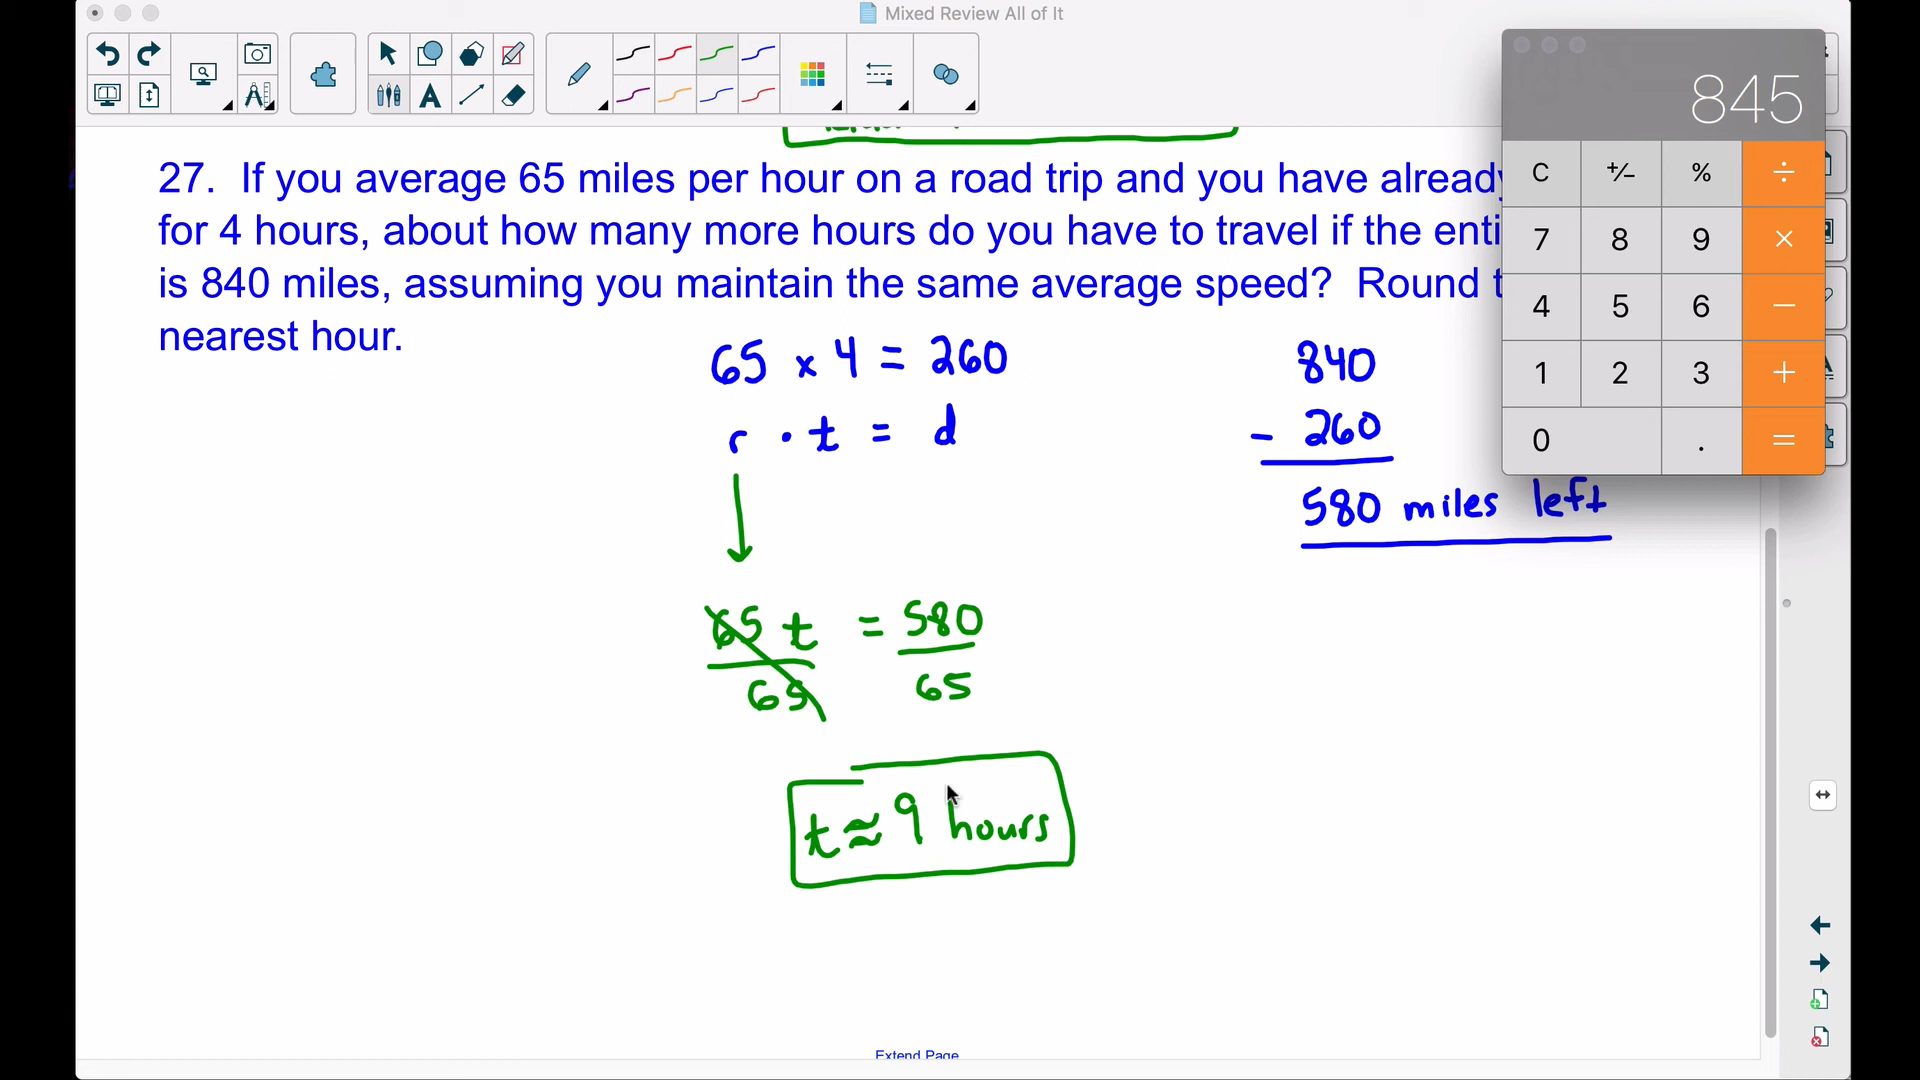 Mixed Review All of It
845
C +/- % ÷
7 8 9 ×
4 5 6 −
1 2 3 +
0 . =
27. If you average 65 miles per hour on a road trip and you have already
for 4 hours, about how many more hours do you have to travel if the enti
is 840 miles, assuming you maintain the same average speed? Round t
nearest hour.
65 x 4 = 260
r · t = d
840
- 260
580 miles left
65 t = 580
65 65
t ≈ 9 hours
Extend Page